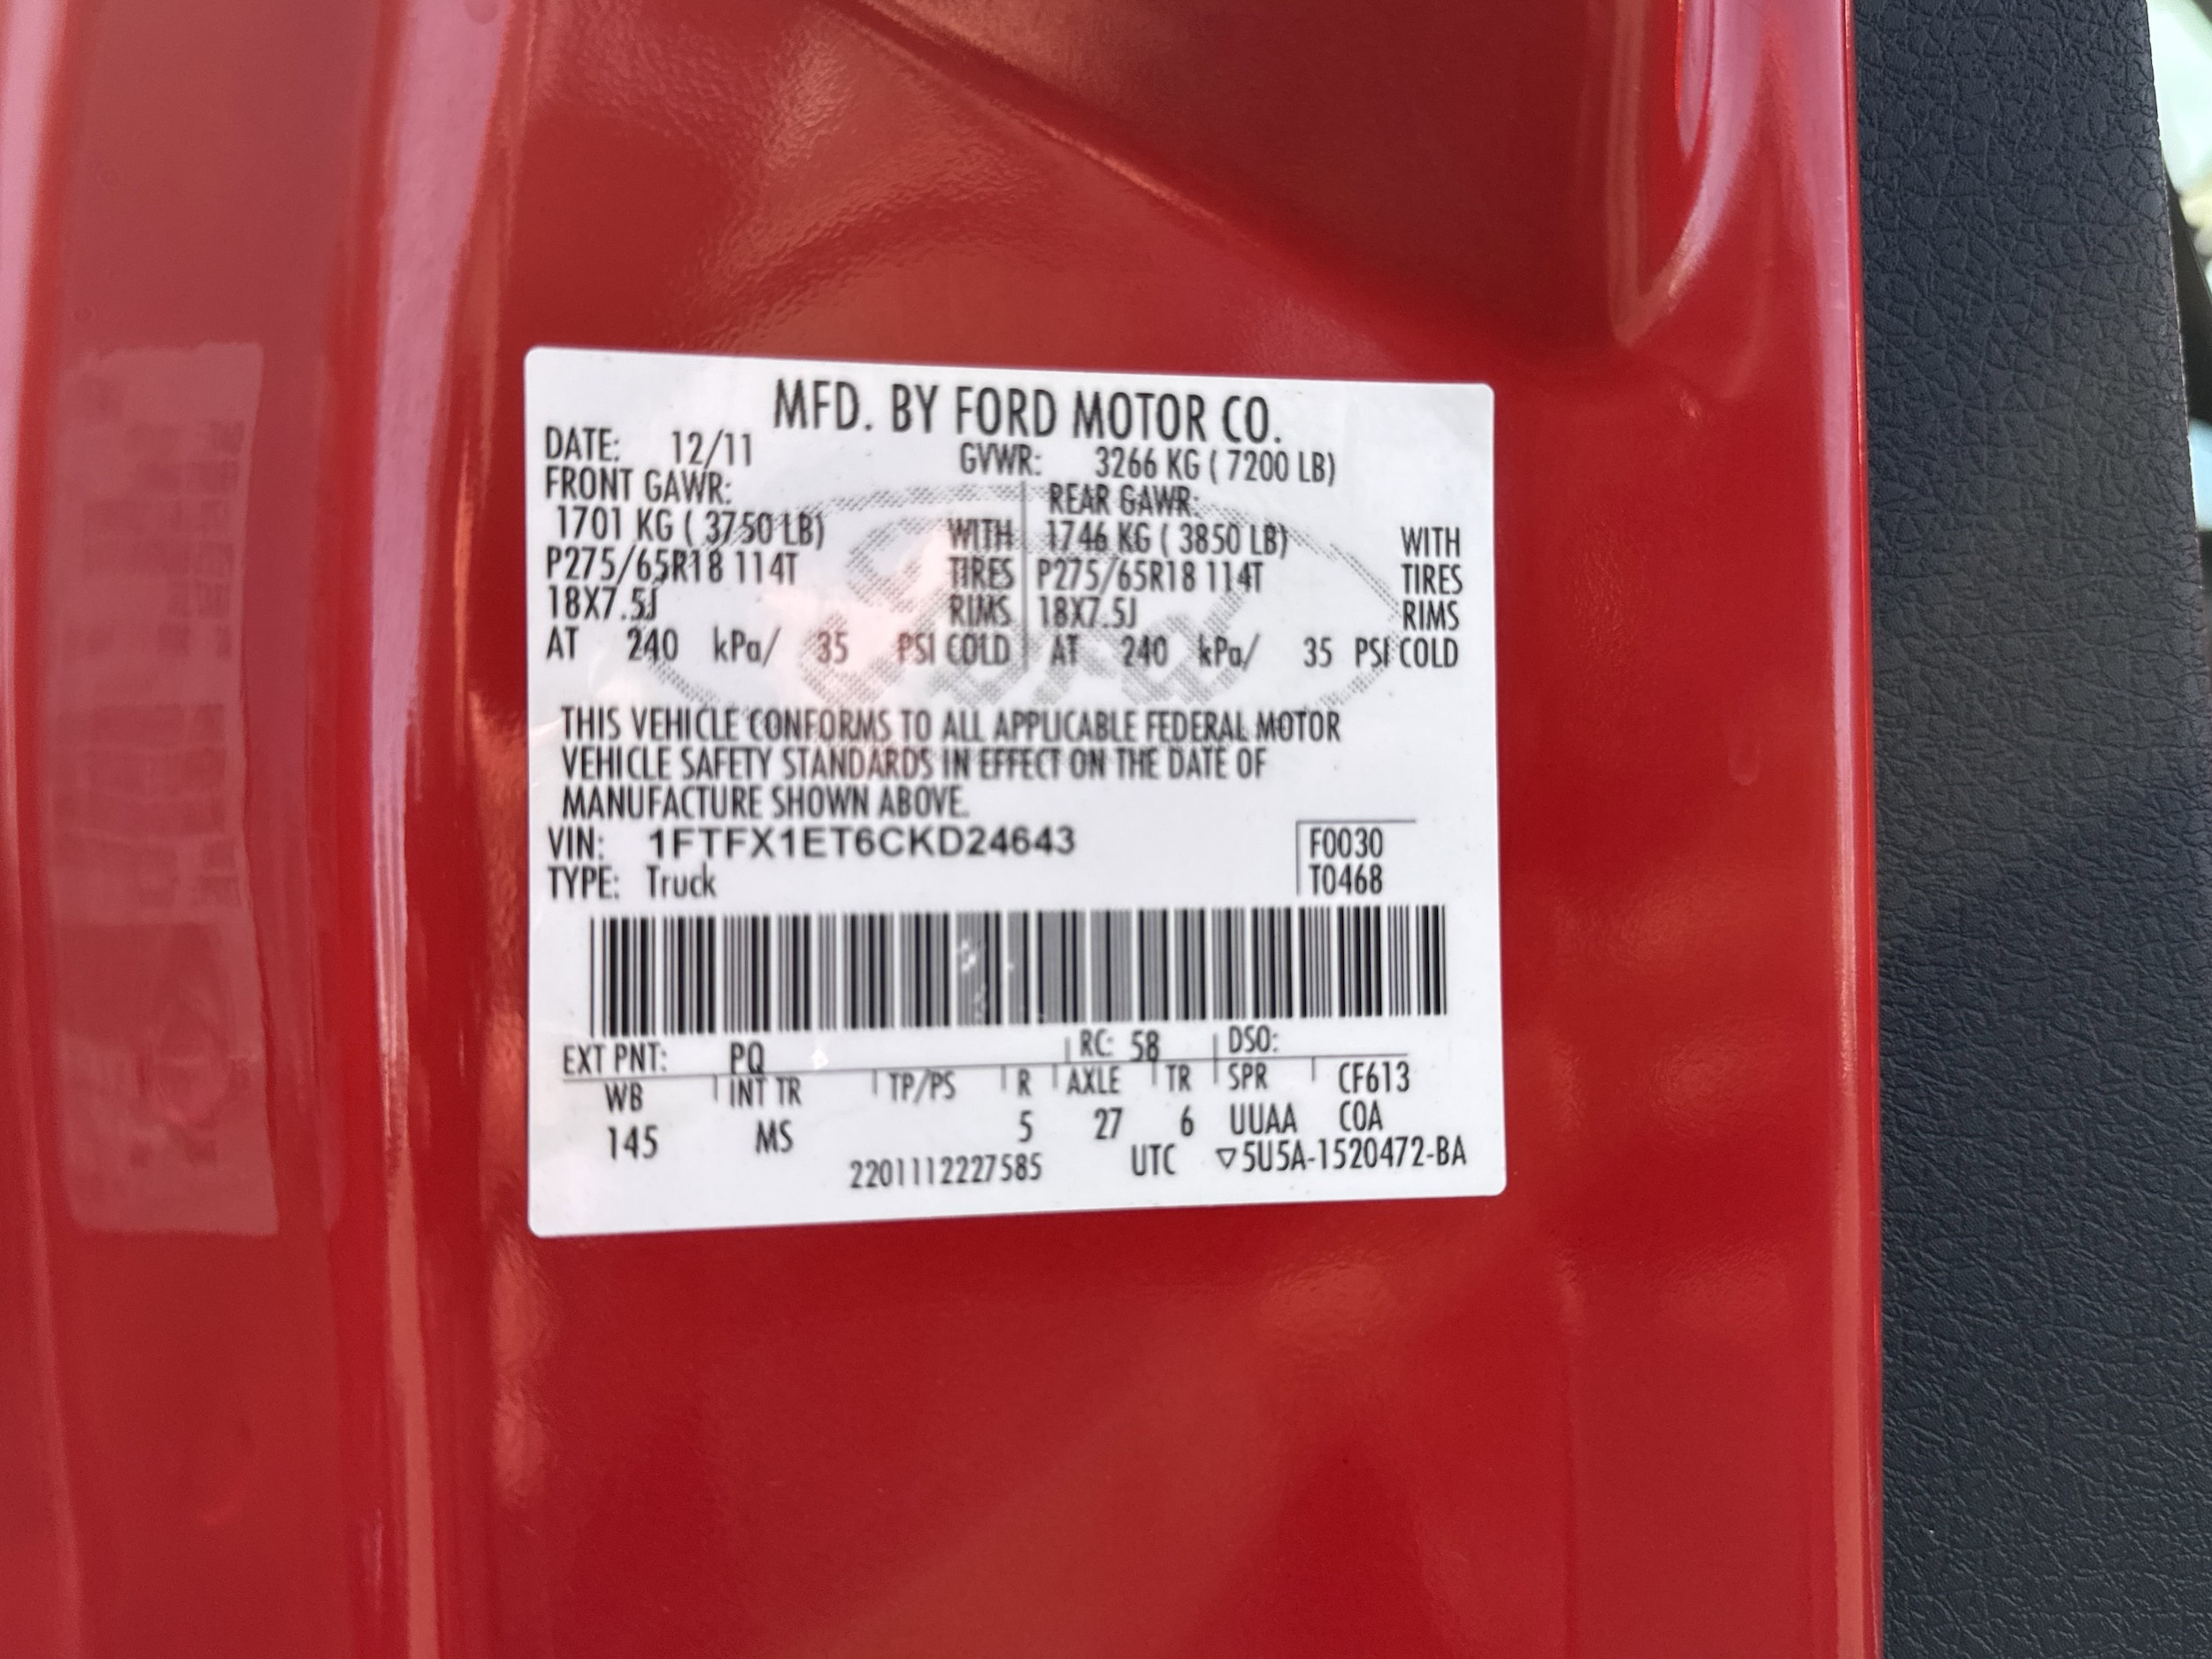 MFD. BY FORD MOTOR CO.
DATE: 12/11 GVWR: 3266 KG ( 7200 LB)
FRONT GAWR: REAR GAWR:
1701 KG ( 3750 LB) WITH 1746 KG ( 3850 LB) WITH
P275/65R18 114T TIRES P275/65R18 114T TIRES
18X7.5J RIMS 18X7.5J RIMS
AT 240 kPa/ 35 PSI COLD AT 240 kPa/ 35 PSI COLD
Ford
THIS VEHICLE CONFORMS TO ALL APPLICABLE FEDERAL MOTOR
VEHICLE SAFETY STANDARDS IN EFFECT ON THE DATE OF
MANUFACTURE SHOWN ABOVE.
VIN: 1FTFX1ET6CKD24643 F0030
TYPE: Truck T0468
EXT PNT: PQ RC: 58 DSO:
WB INT TR TP/PS R AXLE TR SPR CF613
145 MS 5 27 6 UUAA COA
2201112227585 UTC ▽5U5A-1520472-BA